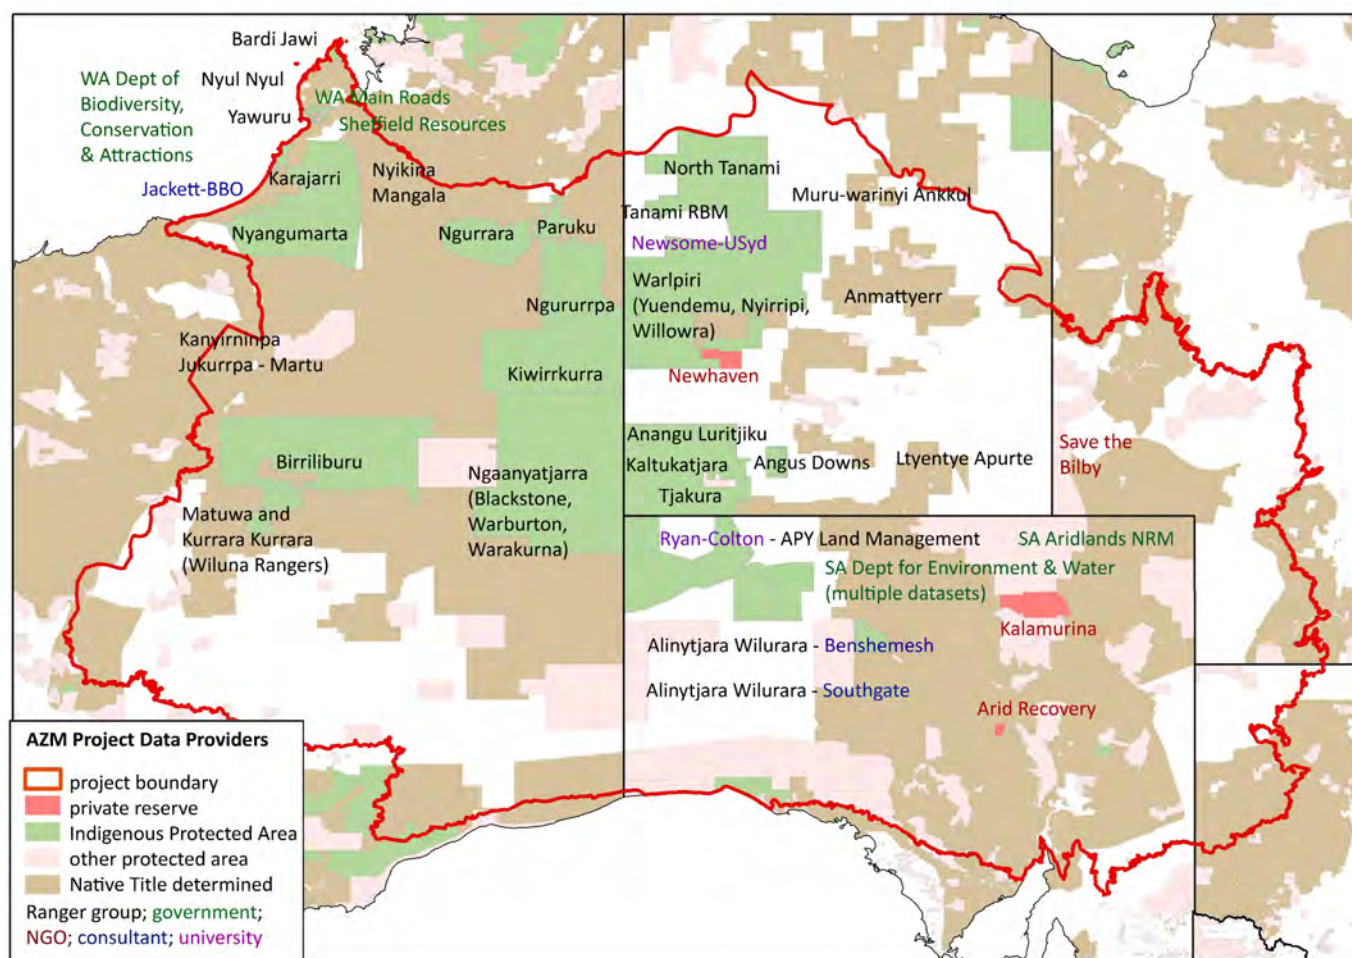 Bardi Jawi
Nyul Nyul
Yawuru
WA Dept of
Biodiversity,
Conservation
& Attractions
WA Main Roads
Sheffield Resources
Jackett-BBO
Karajarri
Nyikina
Mangala
Nyangumarta
Ngurrara
Paruku
North Tanami
Muru-warinyi Ankkul
Tanami RBM
Newsome-USyd
Warlpiri
(Yuendemu, Nyirripi,
Willowra)
Anmattyerr
Ngururrpa
Kanyirninpa
Jukurrpa - Martu
Kiwirrkurra
Newhaven
Birriliburu
Ngaanyatjarra
(Blackstone,
Warburton,
Warakurna)
Anangu Luritjiku
Kaltukatjara
Angus Downs
Ltyentye Apurte
Tjakura
Save the
Bilby
Matuwa and
Kurrara Kurrara
(Wiluna Rangers)
Ryan-Colton - APY Land Management
SA Aridlands NRM
SA Dept for Environment & Water
(multiple datasets)
Kalamurina
Alinytjara Wilurara - Benshemesh
Alinytjara Wilurara - Southgate
Arid Recovery
AZM Project Data Providers
project boundary
private reserve
Indigenous Protected Area
other protected area
Native Title determined
Ranger group; government;
NGO; consultant; university